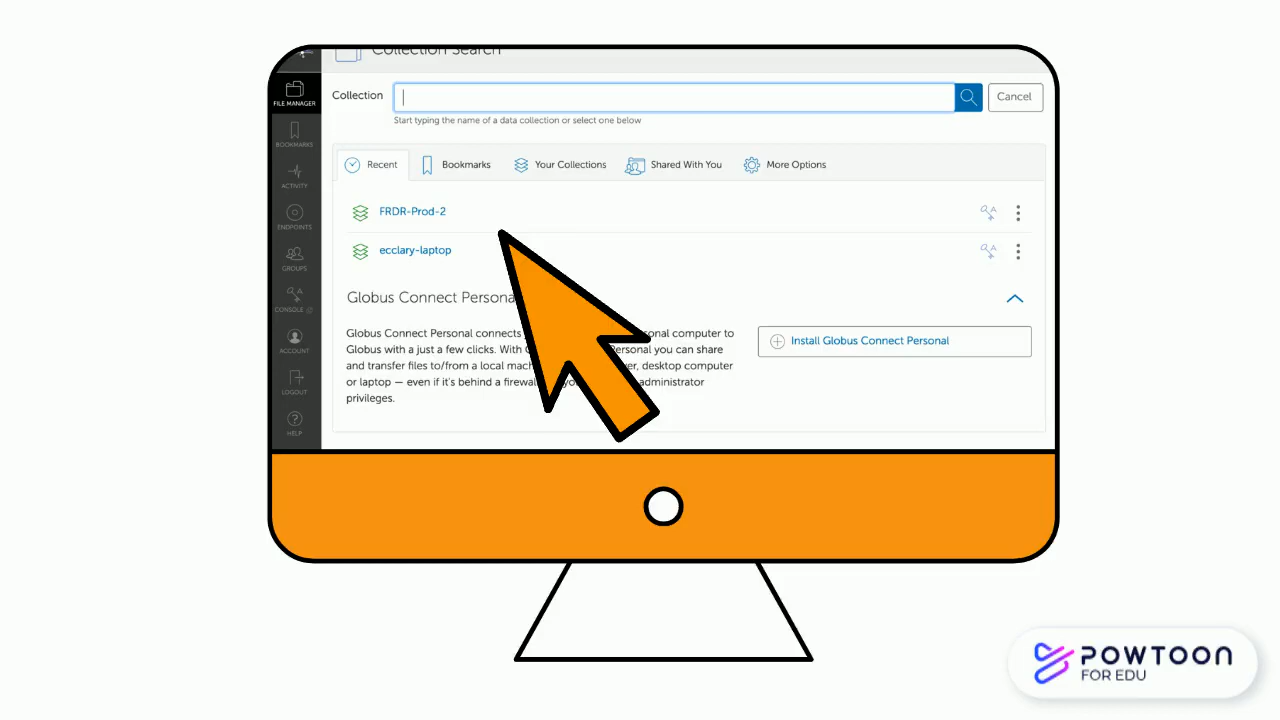 Collection Search
FILE MANAGER
Collection
Cancel
Start typing the name of a data collection or select one below
BOOKMARKS
Recent
Bookmarks
Your Collections
Shared With You
More Options
ACTIVITY
FRDR-Prod-2
ENDPOINTS
ecclary-laptop
GROUPS
Globus Connect
CONSOLE
Globus Connect Personal connects sonal computer to
Install Globus Connect Personal
Globus with a just a few clicks. With Personal you can share
ACCOUNT
and transfer files to/from a local desktop computer
or laptop — even if it's behind a administrator
privileges.
LOGOUT
HELP
POWTOON
FOR EDU